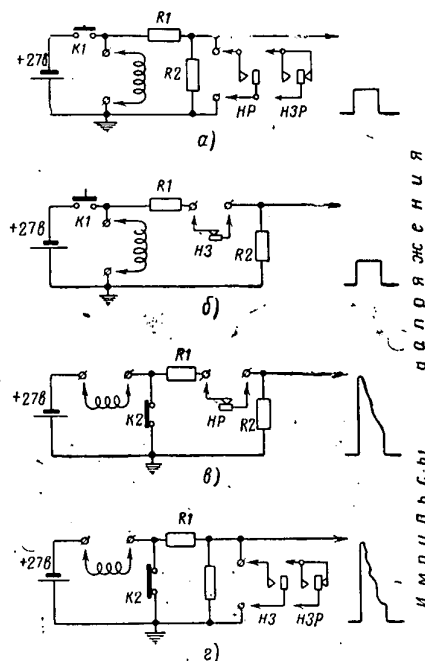 R1
K1
+27в
R2
НР
НЗР
а)
R1
K1
+27в
НЗ
R2
б)
R1
+27в
K2
НР
R2
в)
R1
+27в
K2
НЗ
НЗР
г)
Импульсы напряжения